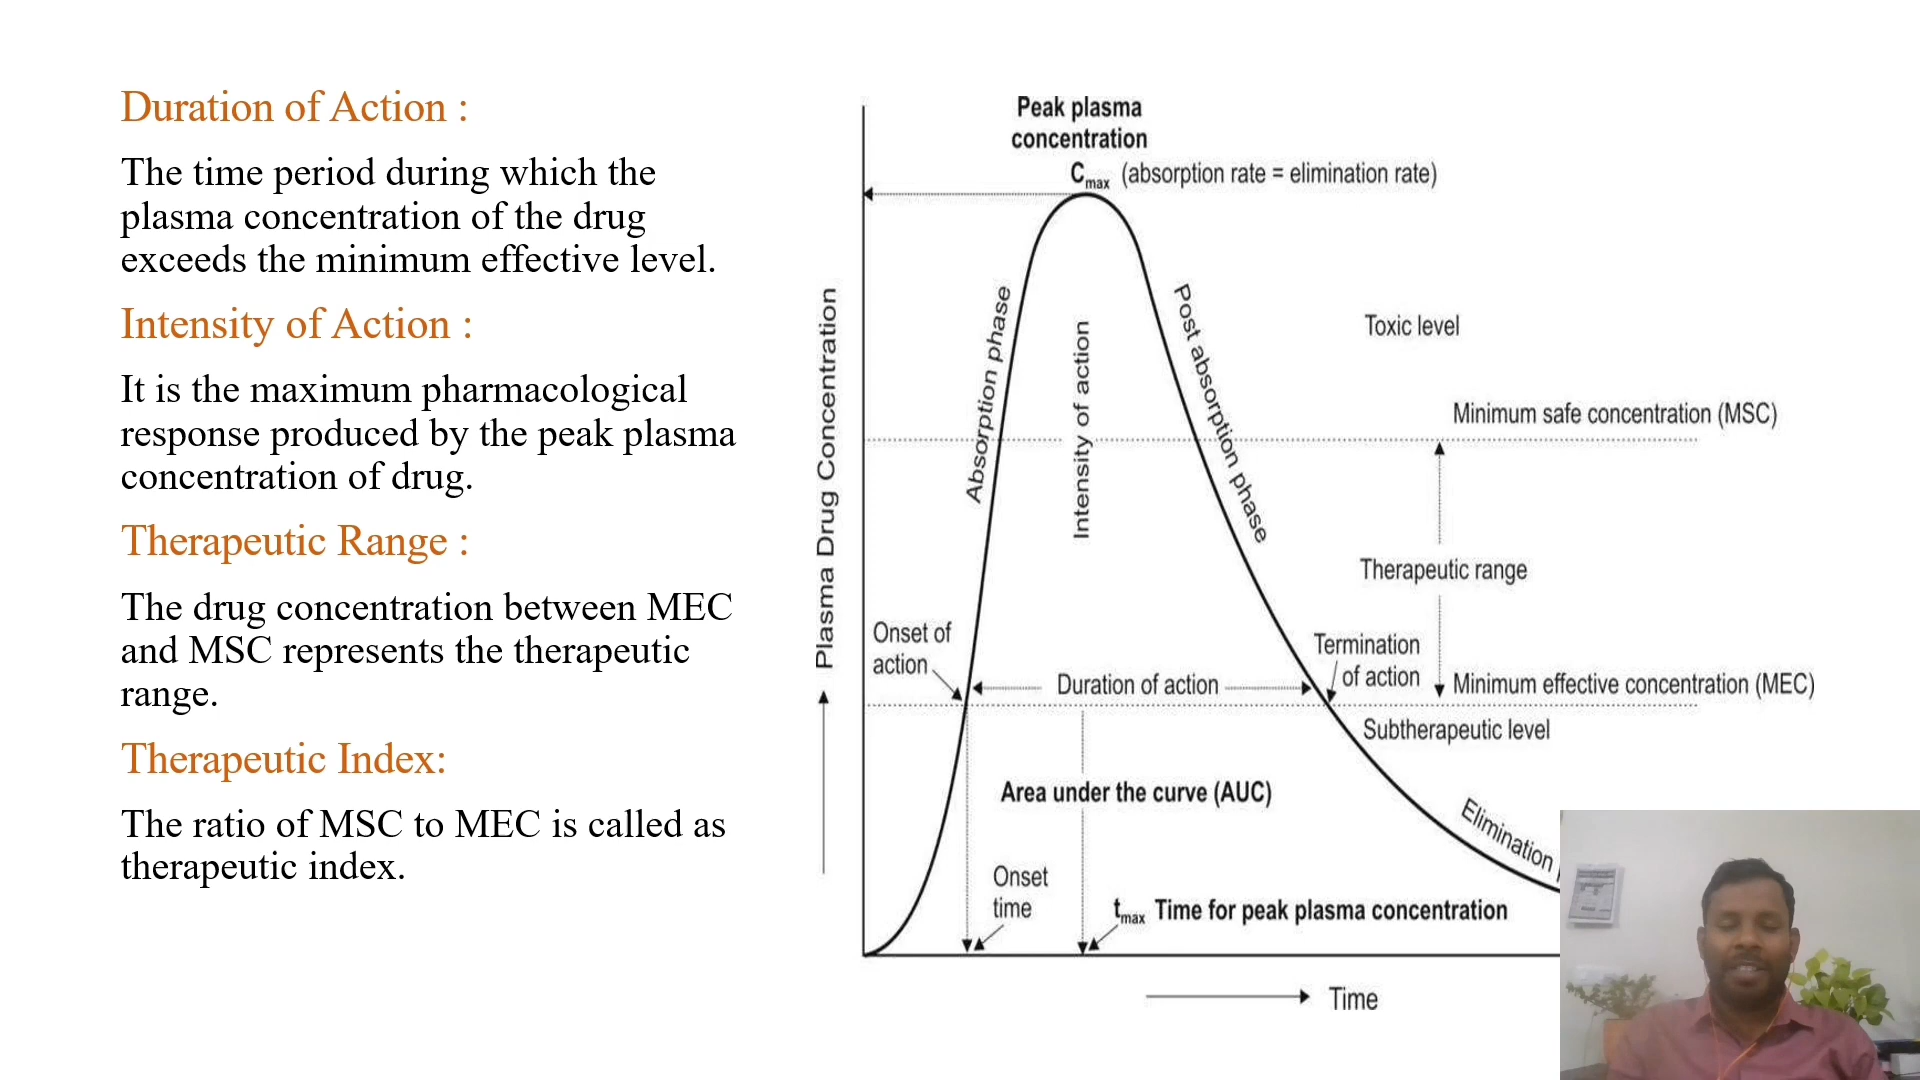 Duration of Action :
The time period during which the
plasma concentration of the drug
exceeds the minimum effective level.
Intensity of Action :
It is the maximum pharmacological
response produced by the peak plasma
concentration of drug.
Therapeutic Range :
The drug concentration between MEC
and MSC represents the therapeutic
range.
Therapeutic Index:
The ratio of MSC to MEC is called as
therapeutic index.
Peak plasma
concentration
Cmax (absorption rate = elimination rate)
Plasma Drug Concentration
Absorption phase
Intensity of action
Post absorption phase
Toxic level
Minimum safe concentration (MSC)
Therapeutic range
Onset of
action
Duration of action
Termination
of action
Minimum effective concentration (MEC)
Subtherapeutic level
Area under the curve (AUC)
Elimination
Onset
time
tmax Time for peak plasma concentration
Time